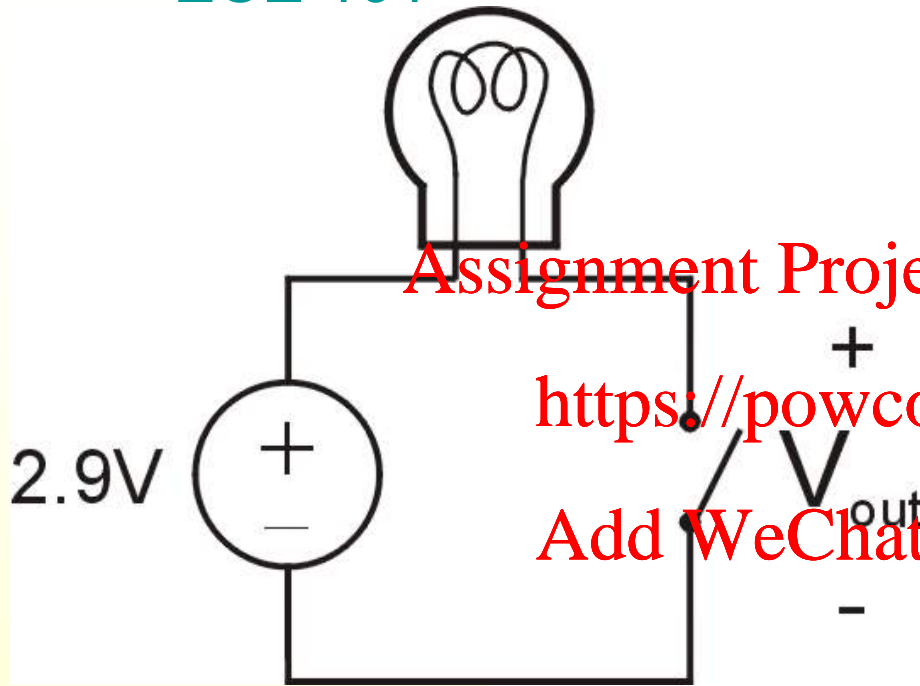 Assignment Proje
+
https://powco
2.9V
+
V
out
Add WeChat
-
-